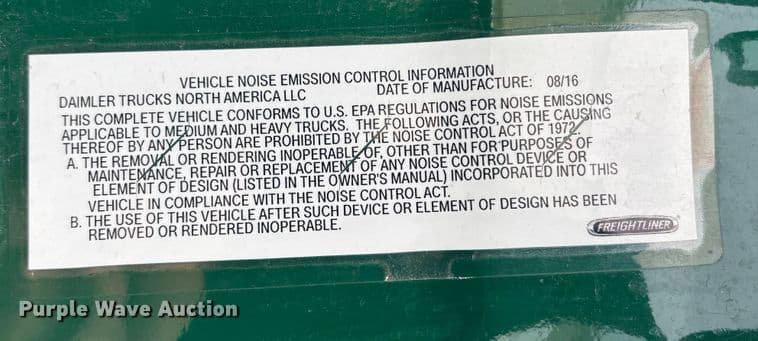 VEHICLE NOISE EMISSION CONTROL INFORMATION
DAIMLER TRUCKS NORTH AMERICA LLC DATE OF MANUFACTURE: 08/16
THIS COMPLETE VEHICLE CONFORMS TO U.S. EPA REGULATIONS FOR NOISE EMISSIONS
APPLICABLE TO MEDIUM AND HEAVY TRUCKS. THE FOLLOWING ACTS, OR THE CAUSING
THEREOF BY ANY PERSON ARE PROHIBITED BY THE NOISE CONTROL ACT OF 1972.
A. THE REMOVAL OR RENDERING INOPERABLE OF, OTHER THAN FOR PURPOSES OF
MAINTENANCE, REPAIR OR REPLACEMENT OF ANY NOISE CONTROL DEVICE OR
ELEMENT OF DESIGN (LISTED IN THE OWNER'S MANUAL) INCORPORATED INTO THIS
VEHICLE IN COMPLIANCE WITH THE NOISE CONTROL ACT.
B. THE USE OF THIS VEHICLE AFTER SUCH DEVICE OR ELEMENT OF DESIGN HAS BEEN
REMOVED OR RENDERED INOPERABLE.
FREIGHTLINER
Purple Wave Auction